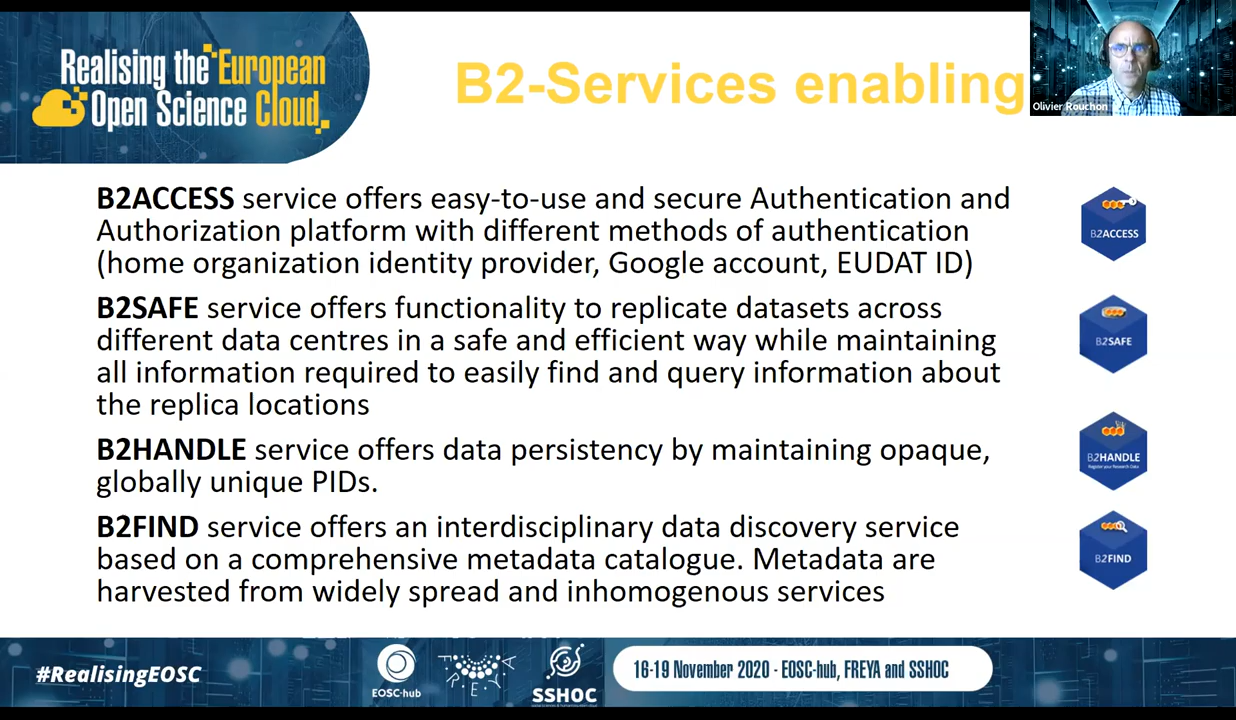 Realising the European
Open Science Cloud
B2-Services enabling
Olivier Rouchon
B2ACCESS service offers easy-to-use and secure Authentication and
Authorization platform with different methods of authentication
(home organization identity provider, Google account, EUDAT ID)
B2ACCESS
B2SAFE service offers functionality to replicate datasets across
different data centres in a safe and efficient way while maintaining
all information required to easily find and query information about
the replica locations
B2SAFE
B2HANDLE service offers data persistency by maintaining opaque,
globally unique PIDs.
B2HANDLE
Register your Research Data
B2FIND service offers an interdisciplinary data discovery service
based on a comprehensive metadata catalogue. Metadata are
harvested from widely spread and inhomogenous services
B2FIND
#RealisingEOSC
EOSC-hub
FREYA
SSHOC
16-19 November 2020 - EOSC-hub, FREYA and SSHOC